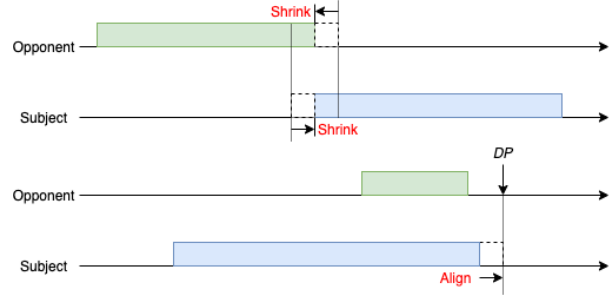 Shrink
Opponent
Subject
Shrink
DP
Opponent
Subject
Align